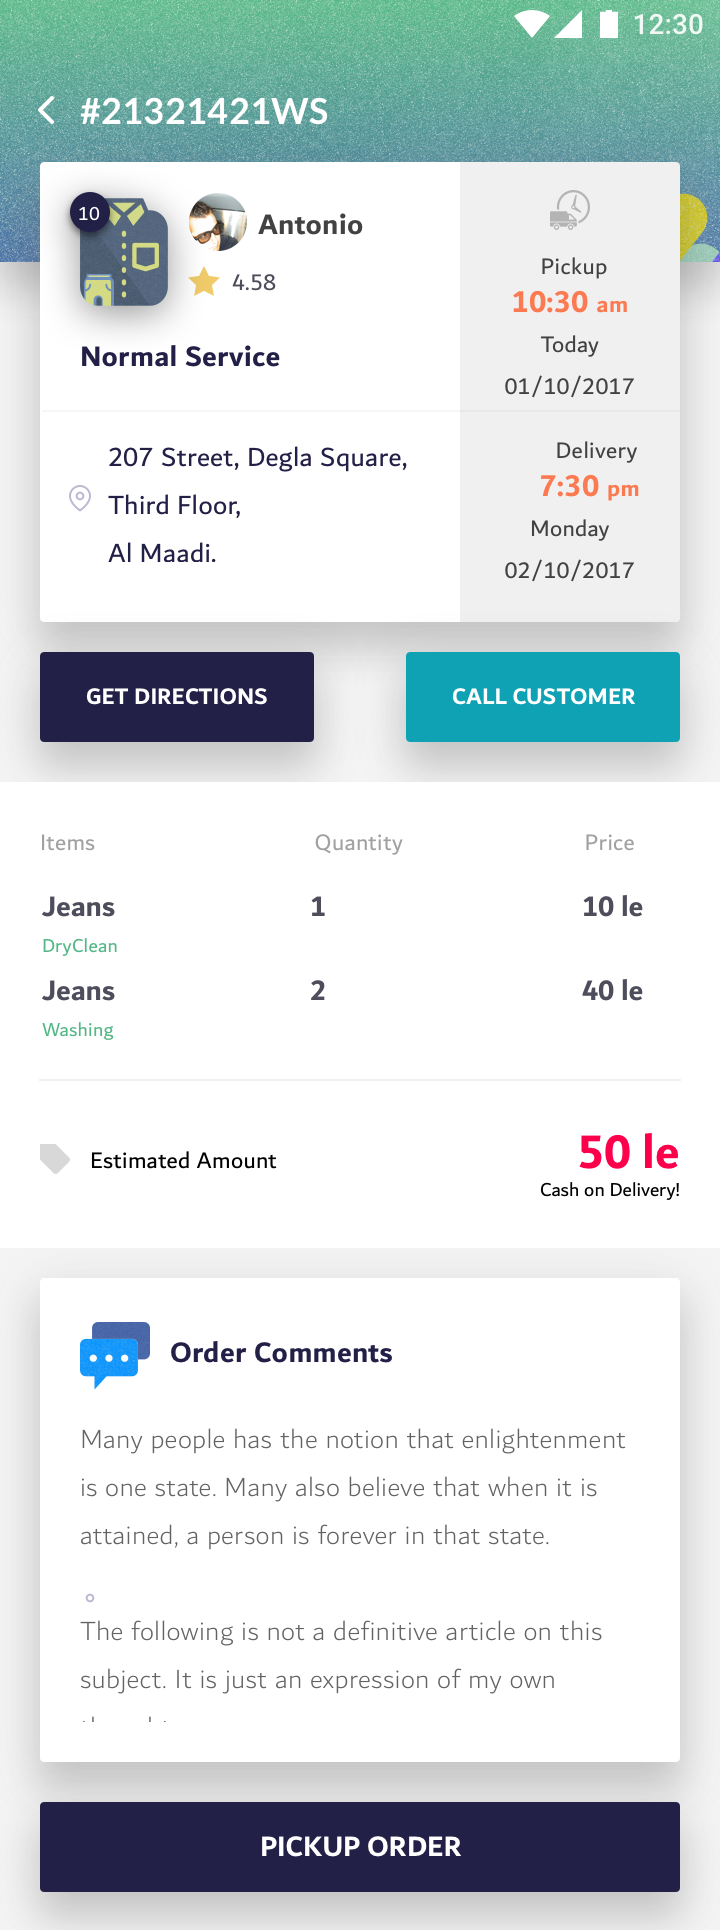 12:30
#21321421WS
10
Antonio
4.58
Normal Service
Pickup
10:30 am
Today
01/10/2017
207 Street, Degla Square,
Third Floor,
Al Maadi.
Delivery
7:30 pm
Monday
02/10/2017
GET DIRECTIONS
CALL CUSTOMER
Items Quantity Price
Jeans 1 10 le
DryClean
Jeans 2 40 le
Washing
Estimated Amount
50 le
Cash on Delivery!
Order Comments
Many people has the notion that enlightenment
is one state. Many also believe that when it is
attained, a person is forever in that state.
The following is not a definitive article on this
subject. It is just an expression of my own
PICKUP ORDER